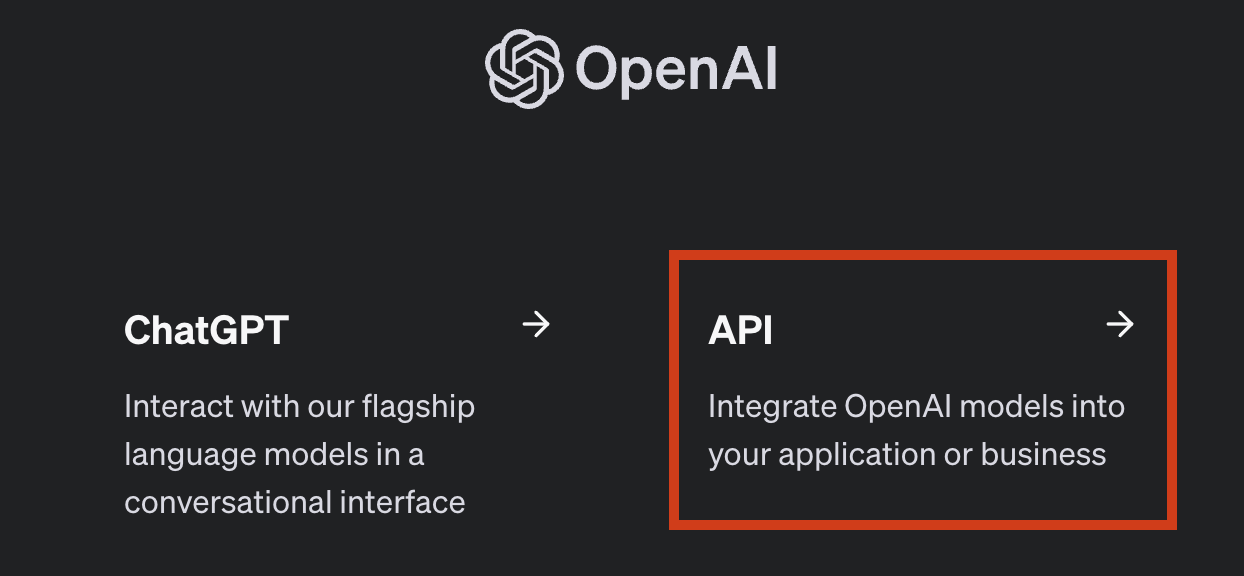 OpenAI
ChatGPT
Interact with our flagship
language models in a
conversational interface
API
Integrate OpenAI models into
your application or business